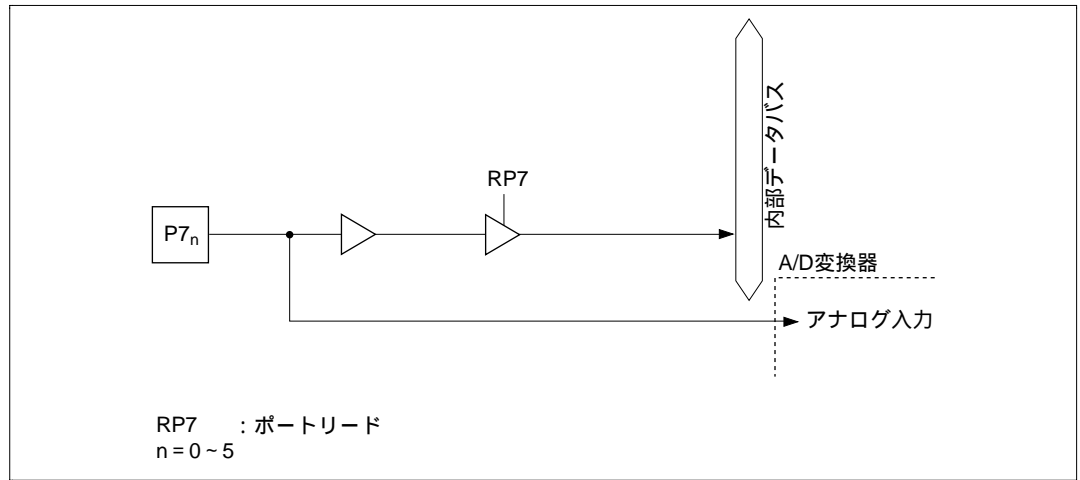 RP7
内部データバス
P7n
A/D変換器
アナログ入力
RP7 :ポートリード
n = 0 ~ 5